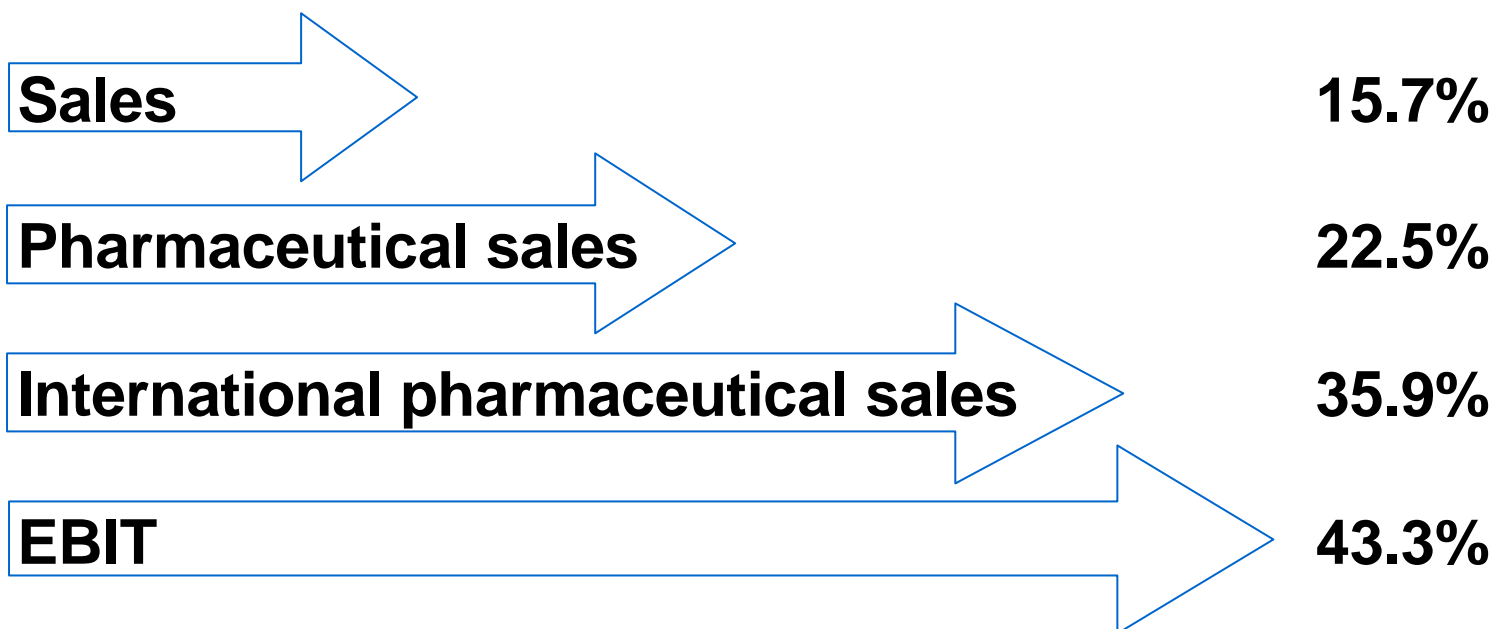 Sales 15.7%
Pharmaceutical sales 22.5%
International pharmaceutical sales 35.9%
EBIT 43.3%